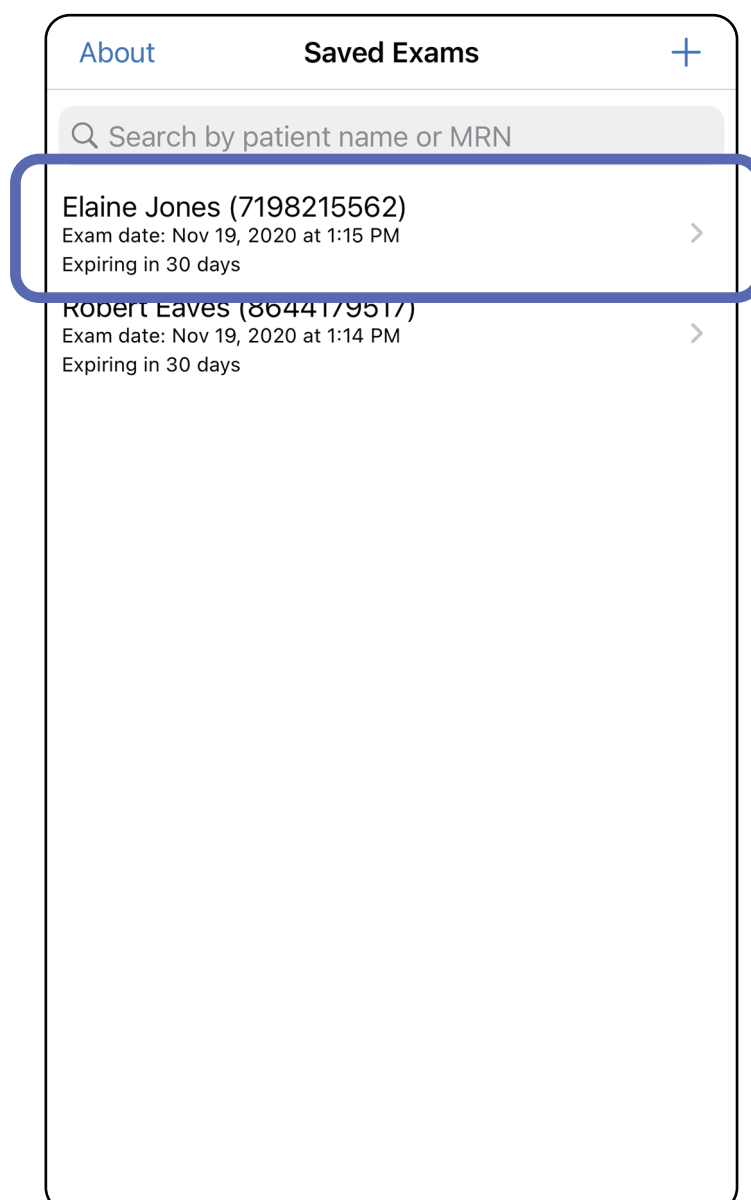 About
Saved Exams
Search by patient name or MRN
Elaine Jones (7198215562)
Exam date: Nov 19, 2020 at 1:15 PM
Expiring in 30 days
Robert Eaves (8644179517)
Exam date: Nov 19, 2020 at 1:14 PM
Expiring in 30 days